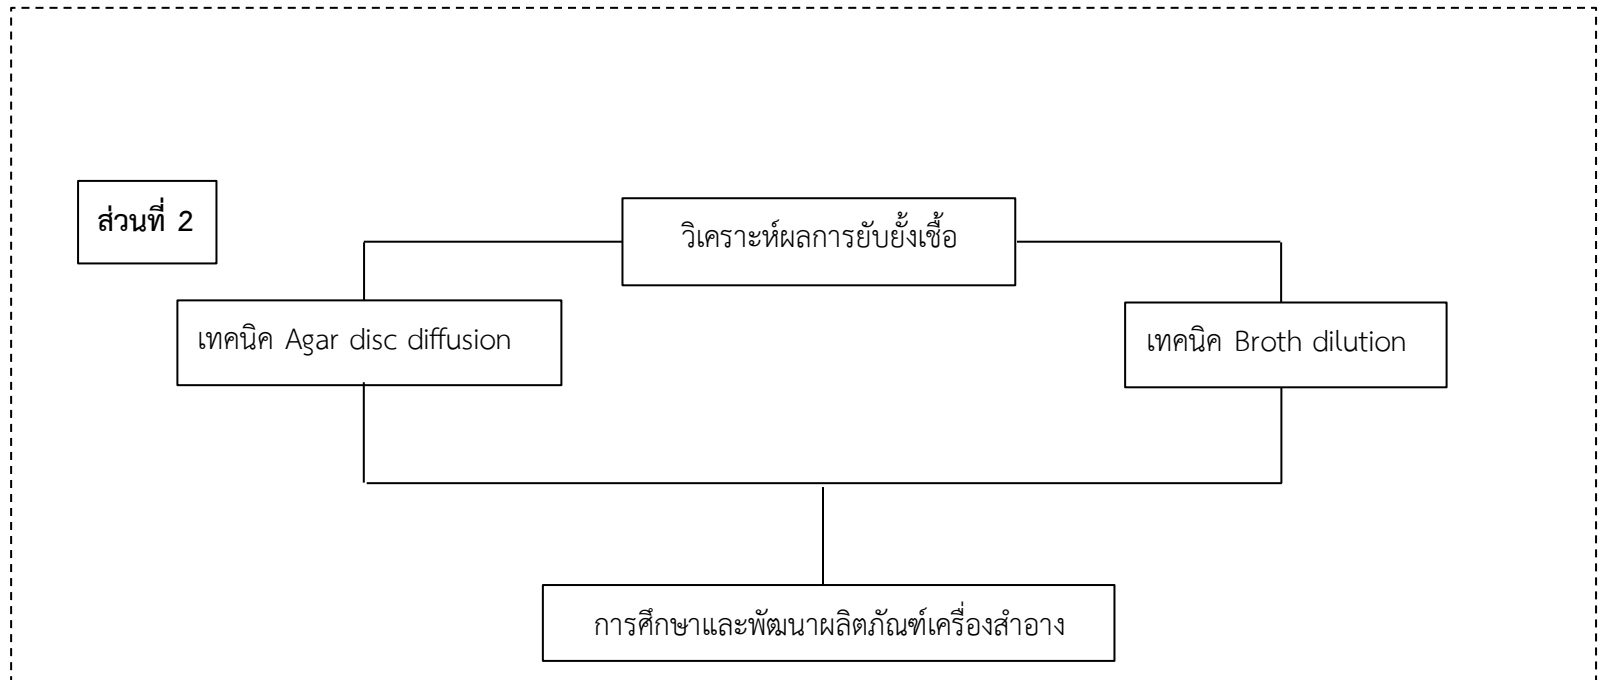 ส่วนที่ 2
วิเคราะห์ผลการยับยั้งเชื้อ
เทคนิค Agar disc diffusion
เทคนิค Broth dilution
การศึกษาและพัฒนาผลิตภัณฑ์เครื่องสำอาง